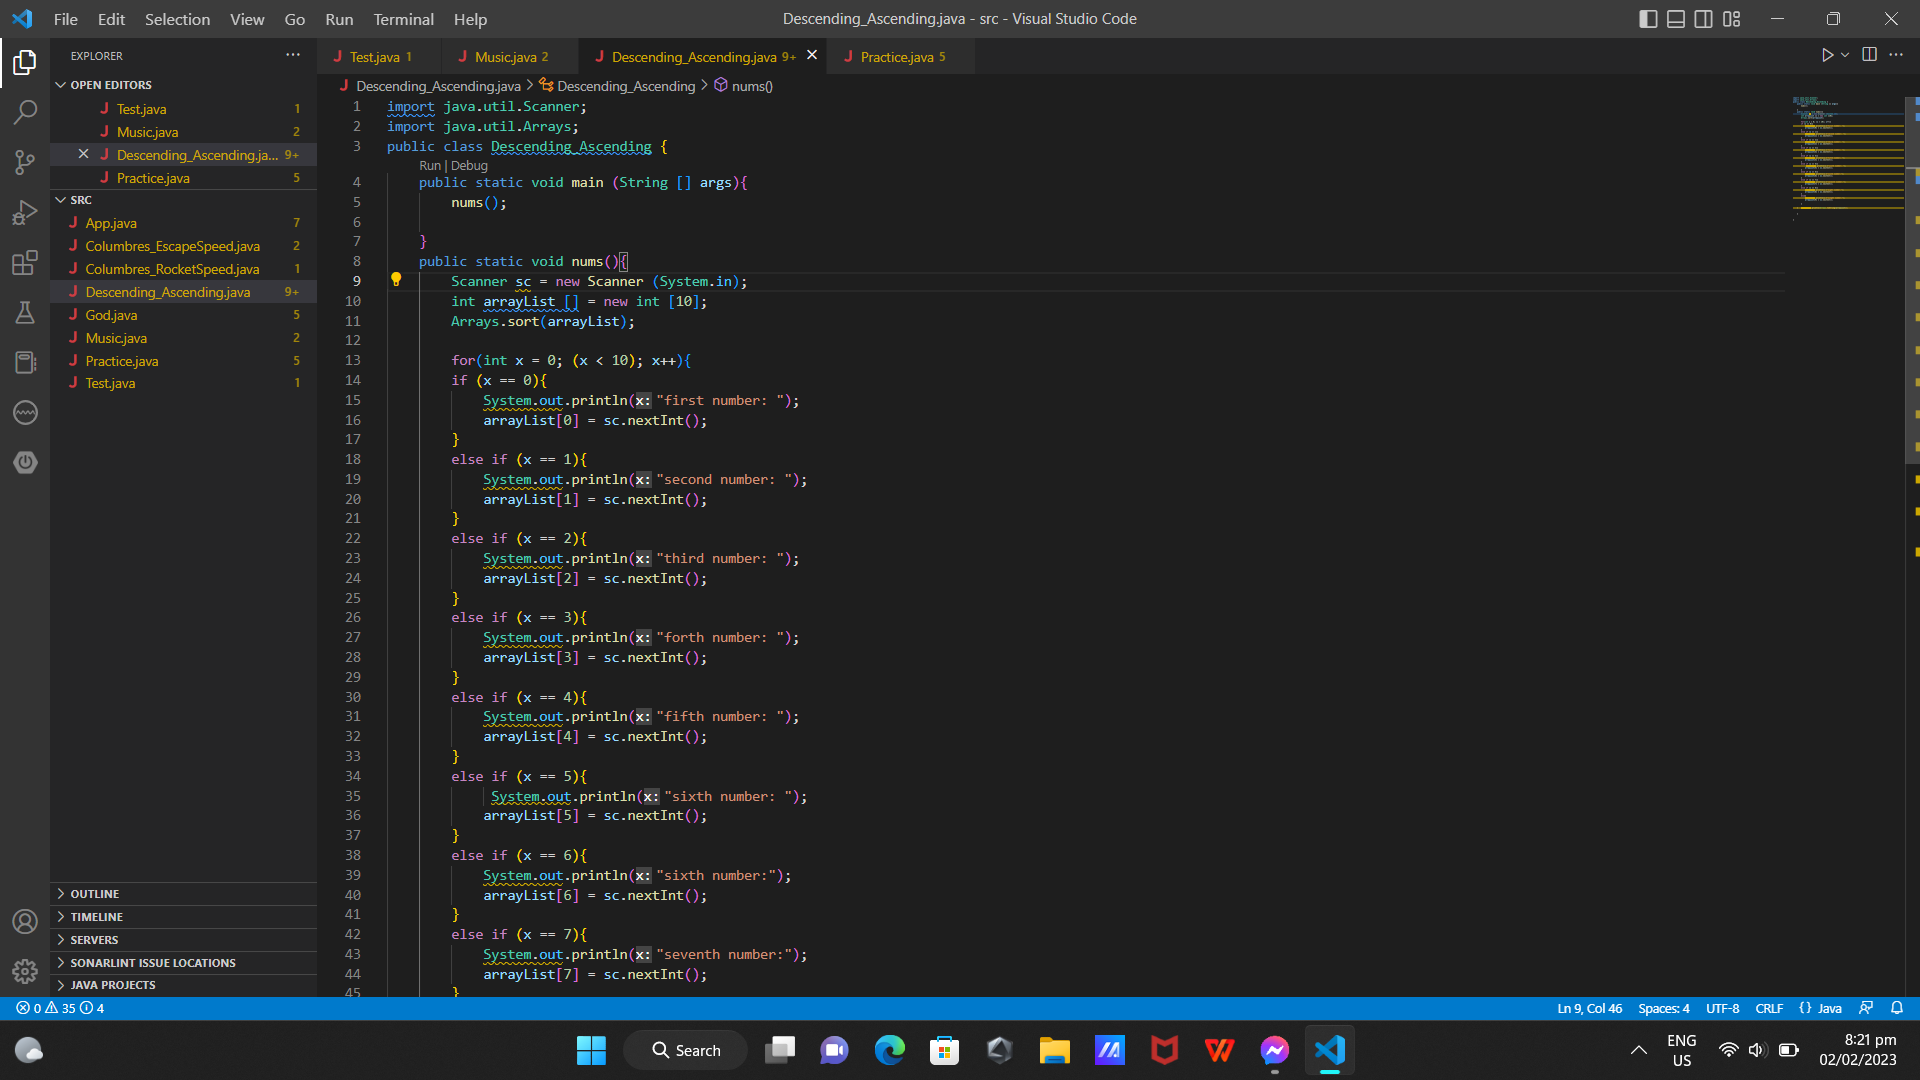 File Edit Selection View Go Run Terminal Help
Descending_Ascending.java - src - Visual Studio Code
EXPLORER
OPEN EDITORS
Test.java 1
Music.java 2
Descending_Ascending.ja... 9+
Practice.java 5
SRC
App.java 7
Columbres_EscapeSpeed.java 2
Columbres_RocketSpeed.java 1
Descending_Ascending.java 9+
God.java 5
Music.java 2
Practice.java 5
Test.java 1
OUTLINE
TIMELINE
SERVERS
SONARLINT ISSUE LOCATIONS
JAVA PROJECTS
Test.java 1 Music.java 2 Descending_Ascending.java 9+ Practice.java 5
Descending_Ascending.java > Descending_Ascending > nums()
1 import java.util.Scanner;
2 import java.util.Arrays;
3 public class Descending_Ascending {
Run | Debug
4 public static void main (String [] args){
5 nums();
6
7 }
8 public static void nums(){
9 Scanner sc = new Scanner (System.in);
10 int arrayList [] = new int [10];
11 Arrays.sort(arrayList);
12
13 for(int x = 0; (x < 10); x++){
14 if (x == 0){
15 System.out.println(x: "first number: ");
16 arrayList[0] = sc.nextInt();
17 }
18 else if (x == 1){
19 System.out.println(x: "second number: ");
20 arrayList[1] = sc.nextInt();
21 }
22 else if (x == 2){
23 System.out.println(x: "third number: ");
24 arrayList[2] = sc.nextInt();
25 }
26 else if (x == 3){
27 System.out.println(x: "forth number: ");
28 arrayList[3] = sc.nextInt();
29 }
30 else if (x == 4){
31 System.out.println(x: "fifth number: ");
32 arrayList[4] = sc.nextInt();
33 }
34 else if (x == 5){
35 System.out.println(x: "sixth number: ");
36 arrayList[5] = sc.nextInt();
37 }
38 else if (x == 6){
39 System.out.println(x: "sixth number:");
40 arrayList[6] = sc.nextInt();
41 }
42 else if (x == 7){
43 System.out.println(x: "seventh number:");
44 arrayList[7] = sc.nextInt();
45 }
0 35 4
Ln 9, Col 46 Spaces: 4 UTF-8 CRLF {} Java
Search
ENG
US
8:21 pm
02/02/2023